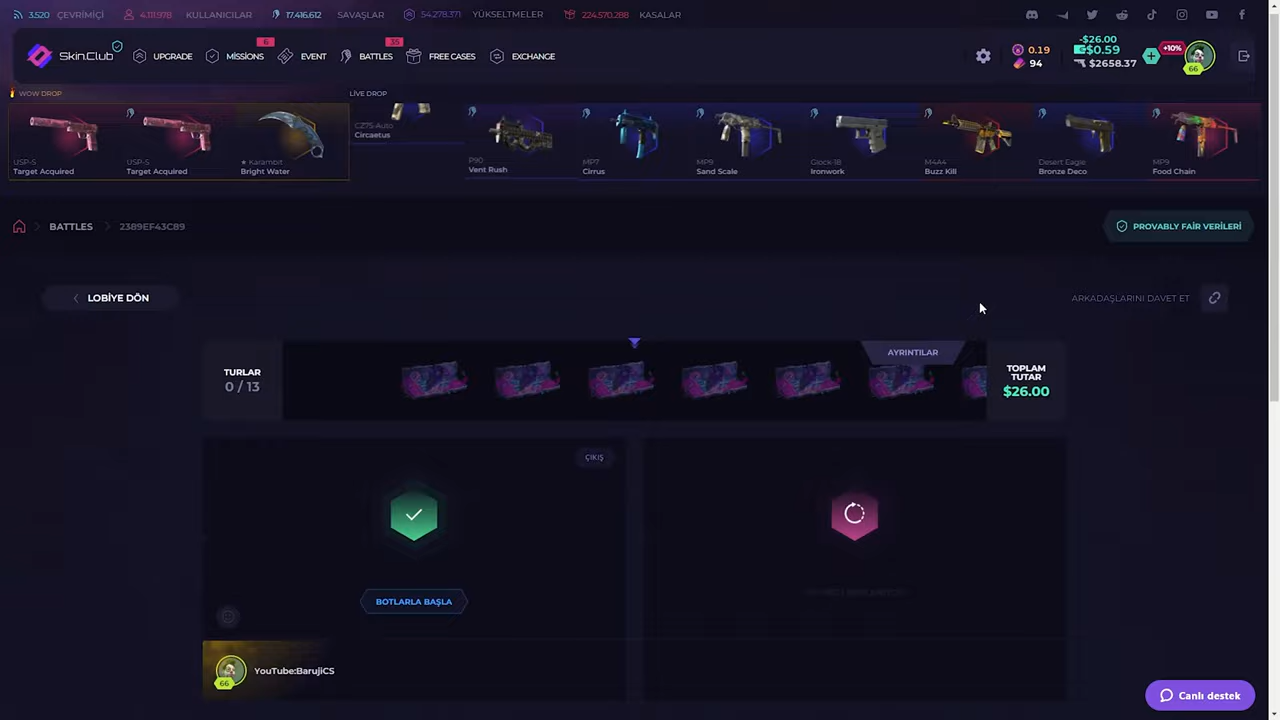 3.520 ÇEVRİMİÇİ 4.111.978 KULLANICILAR 17.416.612 SAVAŞLAR 54.278.371 YÜKSELTMELER 224.570.288 KASALAR
Skin.Club UPGRADE 6 MISSIONS EVENT 35 BATTLES FREE CASES EXCHANGE
0.19
94
-$26.00
$0.59
$2658.37
+10%
66
WOW DROP
LİVE DROP
USP-S
Target Acquired
USP-S
Target Acquired
★ Karambit
Bright Water
CZ75-Auto
Circaetus
P90
Vent Rush
MP7
Cirrus
MP9
Sand Scale
Glock-18
Ironwork
M4A4
Buzz Kill
Desert Eagle
Bronze Deco
MP9
Food Chain
BATTLES 2389EF43C89
PROVABLY FAIR VERİLERİ
LOBİYE DÖN
ARKADAŞLARINI DAVET ET
TURLAR
0 / 13
AYRINTILAR
TOPLAM
TUTAR
$26.00
ÇIKIŞ
BOTLARLA BAŞLA
66
YouTube:BarujiCS
Canlı destek